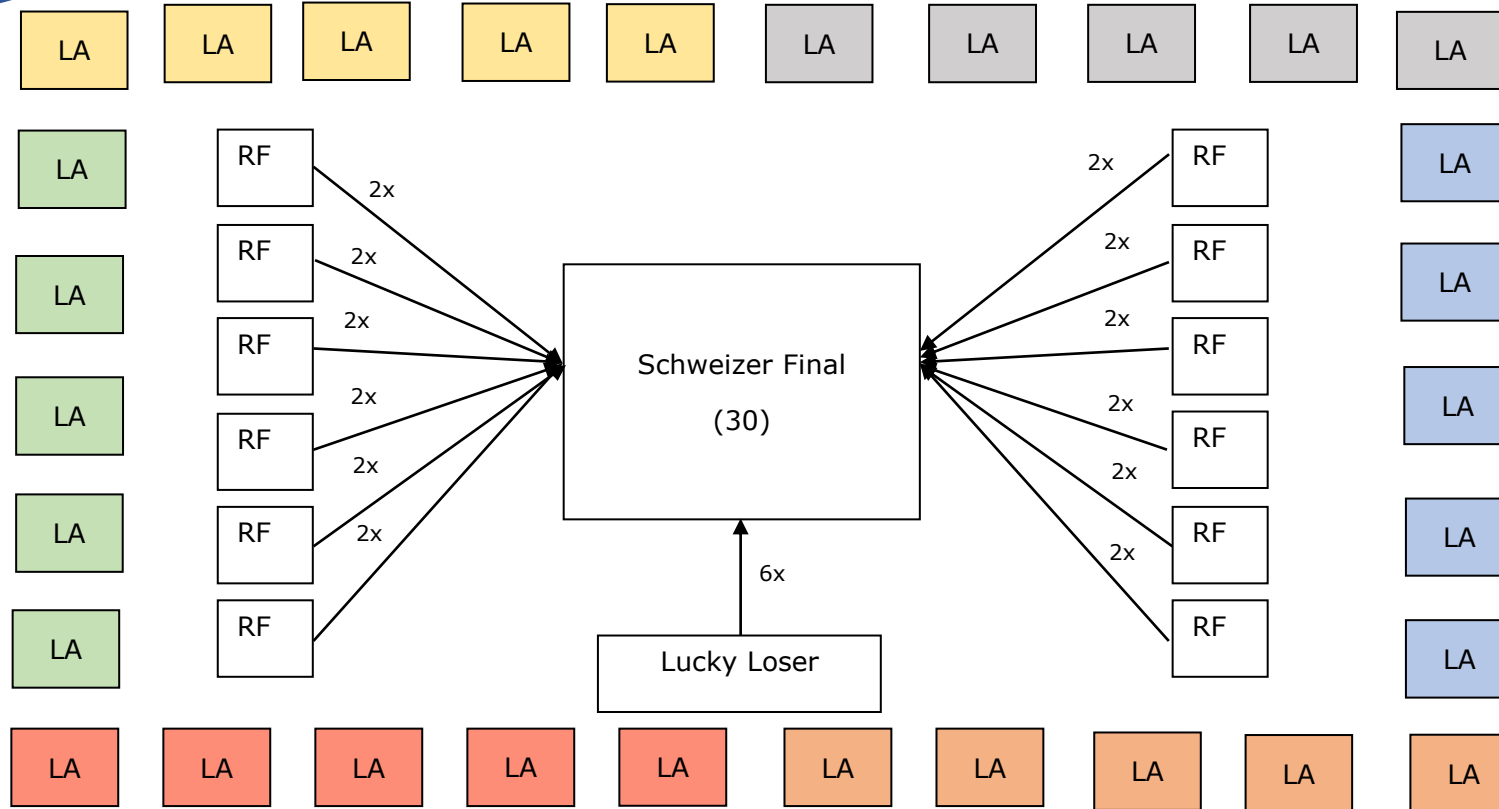 LA LA LA LA LA LA LA LA LA LA
LA RF 2x 2x RF LA
RF 2x 2x RF
LA LA
RF 2x 2x RF
Schweizer Final
(30)
LA 2x 2x LA
RF RF
2x 2x
LA RF RF LA
2x 2x
6x
LA RF Lucky Loser RF LA
LA LA LA LA LA LA LA LA LA LA